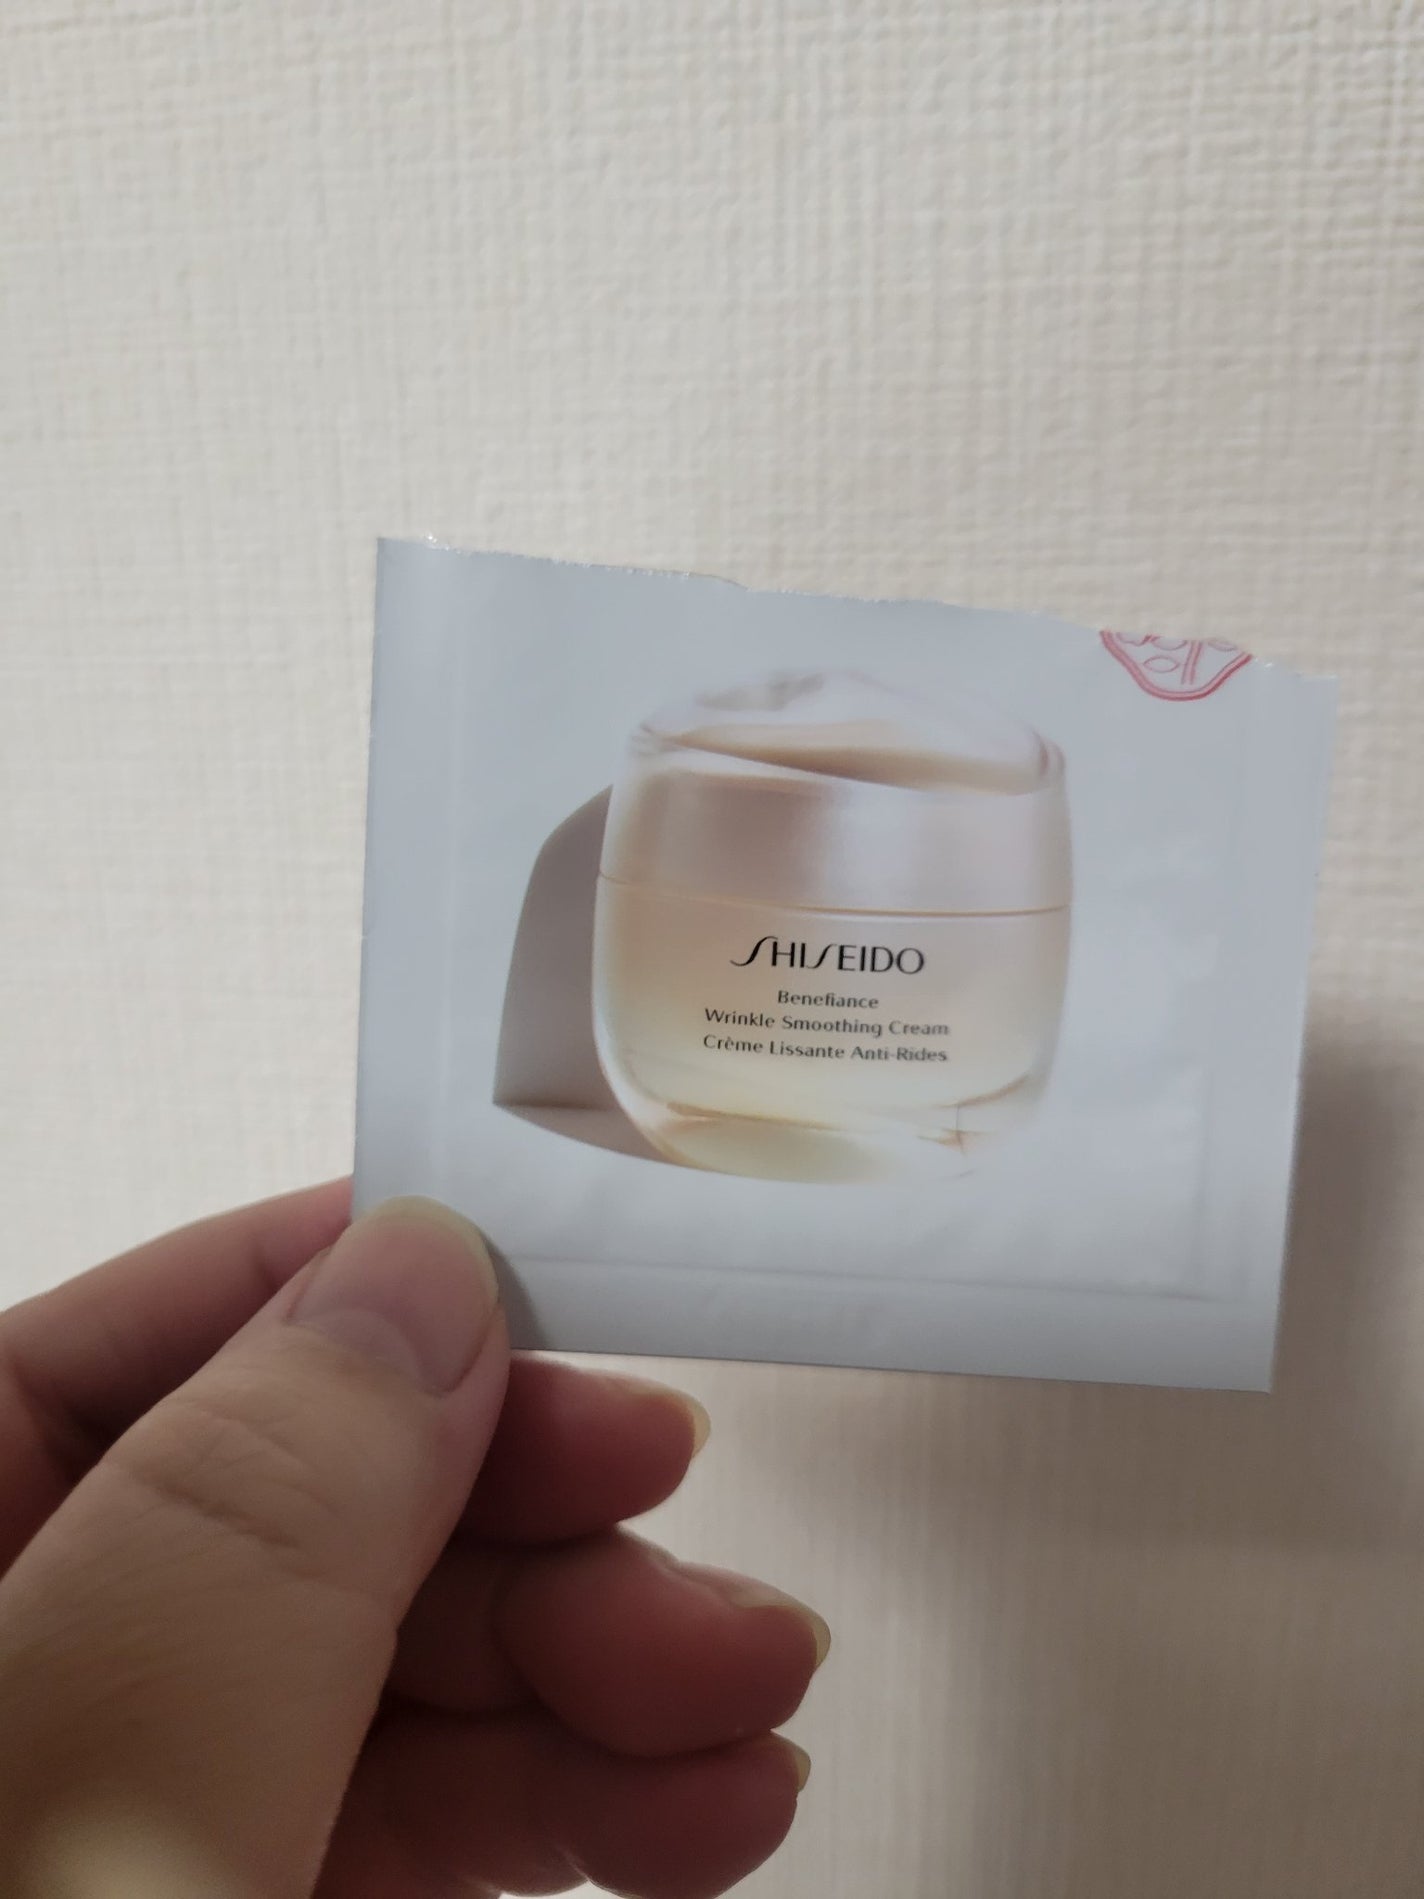 SHISEIDO
Benefiance
Wrinkle Smoothing Cream
Crème Lissante Anti-Rides